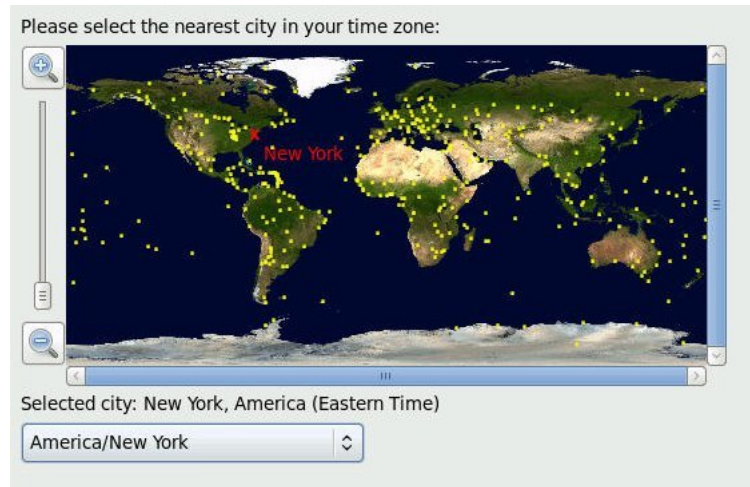 Please select the nearest city in your time zone:
New York
Selected city: New York, America (Eastern Time)
America/New York